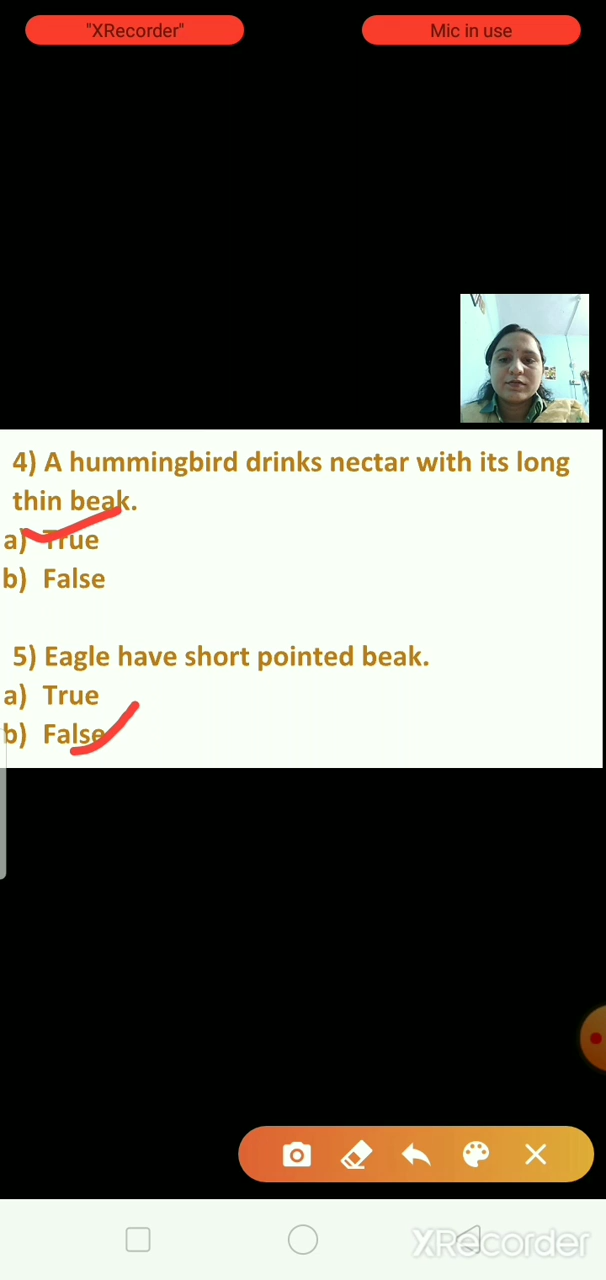 "XRecorder"
Mic in use
4) A hummingbird drinks nectar with its long
thin beak.
a) True
b) False
5) Eagle have short pointed beak.
a) True
b) False
XRecorder